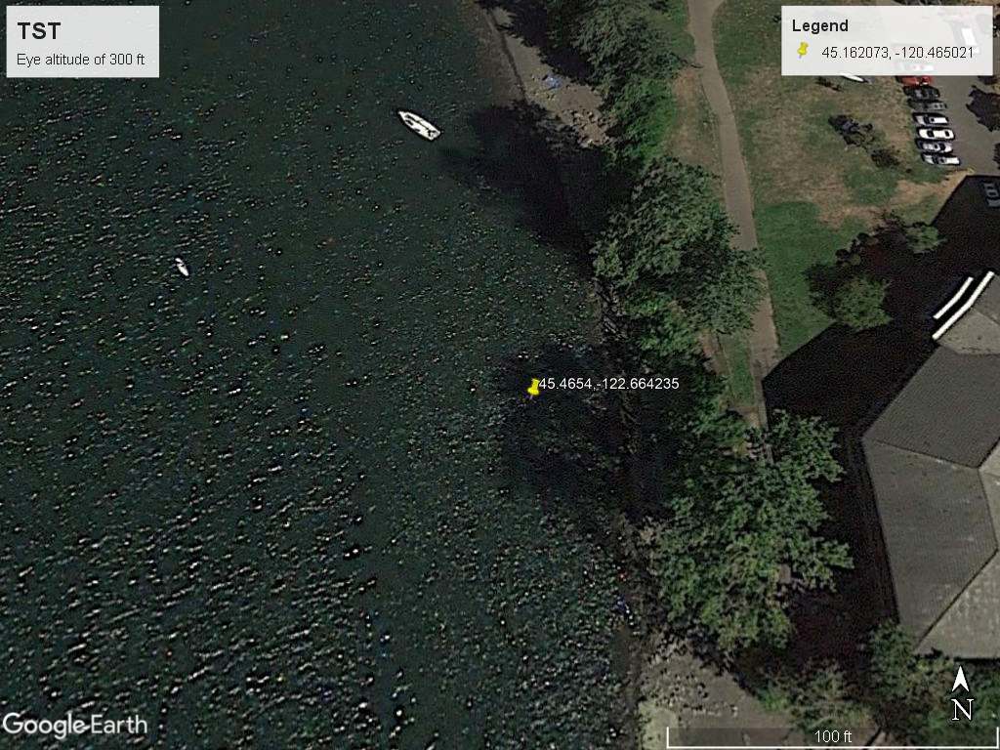 TST
Eye altitude of 300 ft
Legend
45.162073, -120.465021
45.4654,-122.664235
Google Earth
100 ft
N